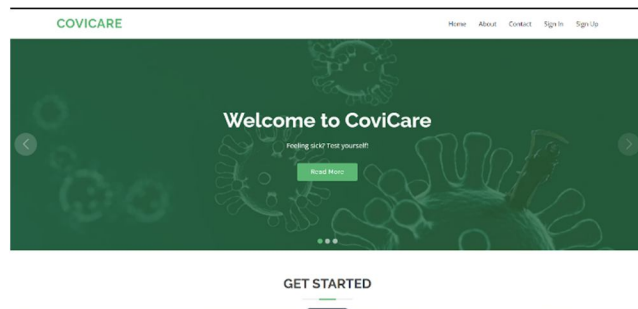 COVICARE
Home About Contact Sign In Sign Up
Welcome to CoviCare
Feeling sick? Test yourself!
Read More
GET STARTED